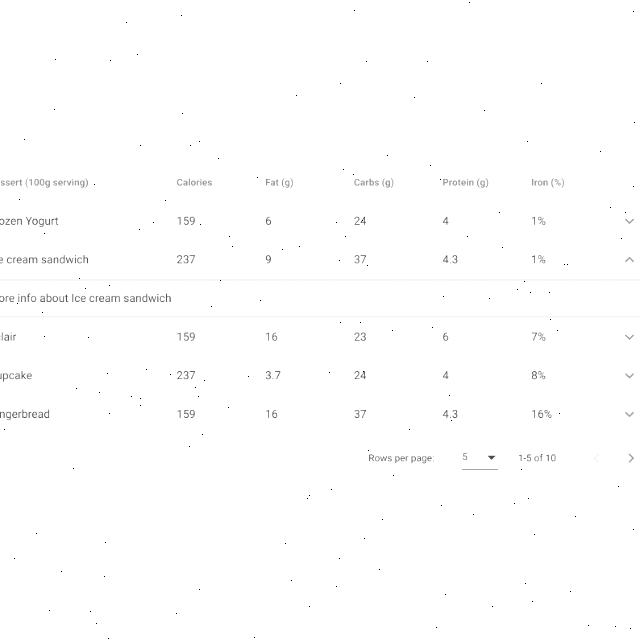 ssert (100g serving) Calories Fat (g) Carbs (g) Protein (g) Iron (%)
ozen Yogurt 159 6 24 4 1%
e cream sandwich 237 9 37 4.3 1%
ore info about Ice cream sandwich
lair 159 16 23 6 7%
upcake 237 3.7 24 4 8%
ngerbread 159 16 37 4.3 16%
Rows per page: 5 1-5 of 10